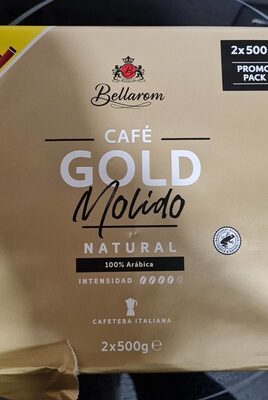 B
Bellarom
2x500
PROMO
PACK
CAFÉ
GOLD
Molido
NATURAL
100% Arábica
INTENSIDAD
CAFETERA ITALIANA
2x500g e